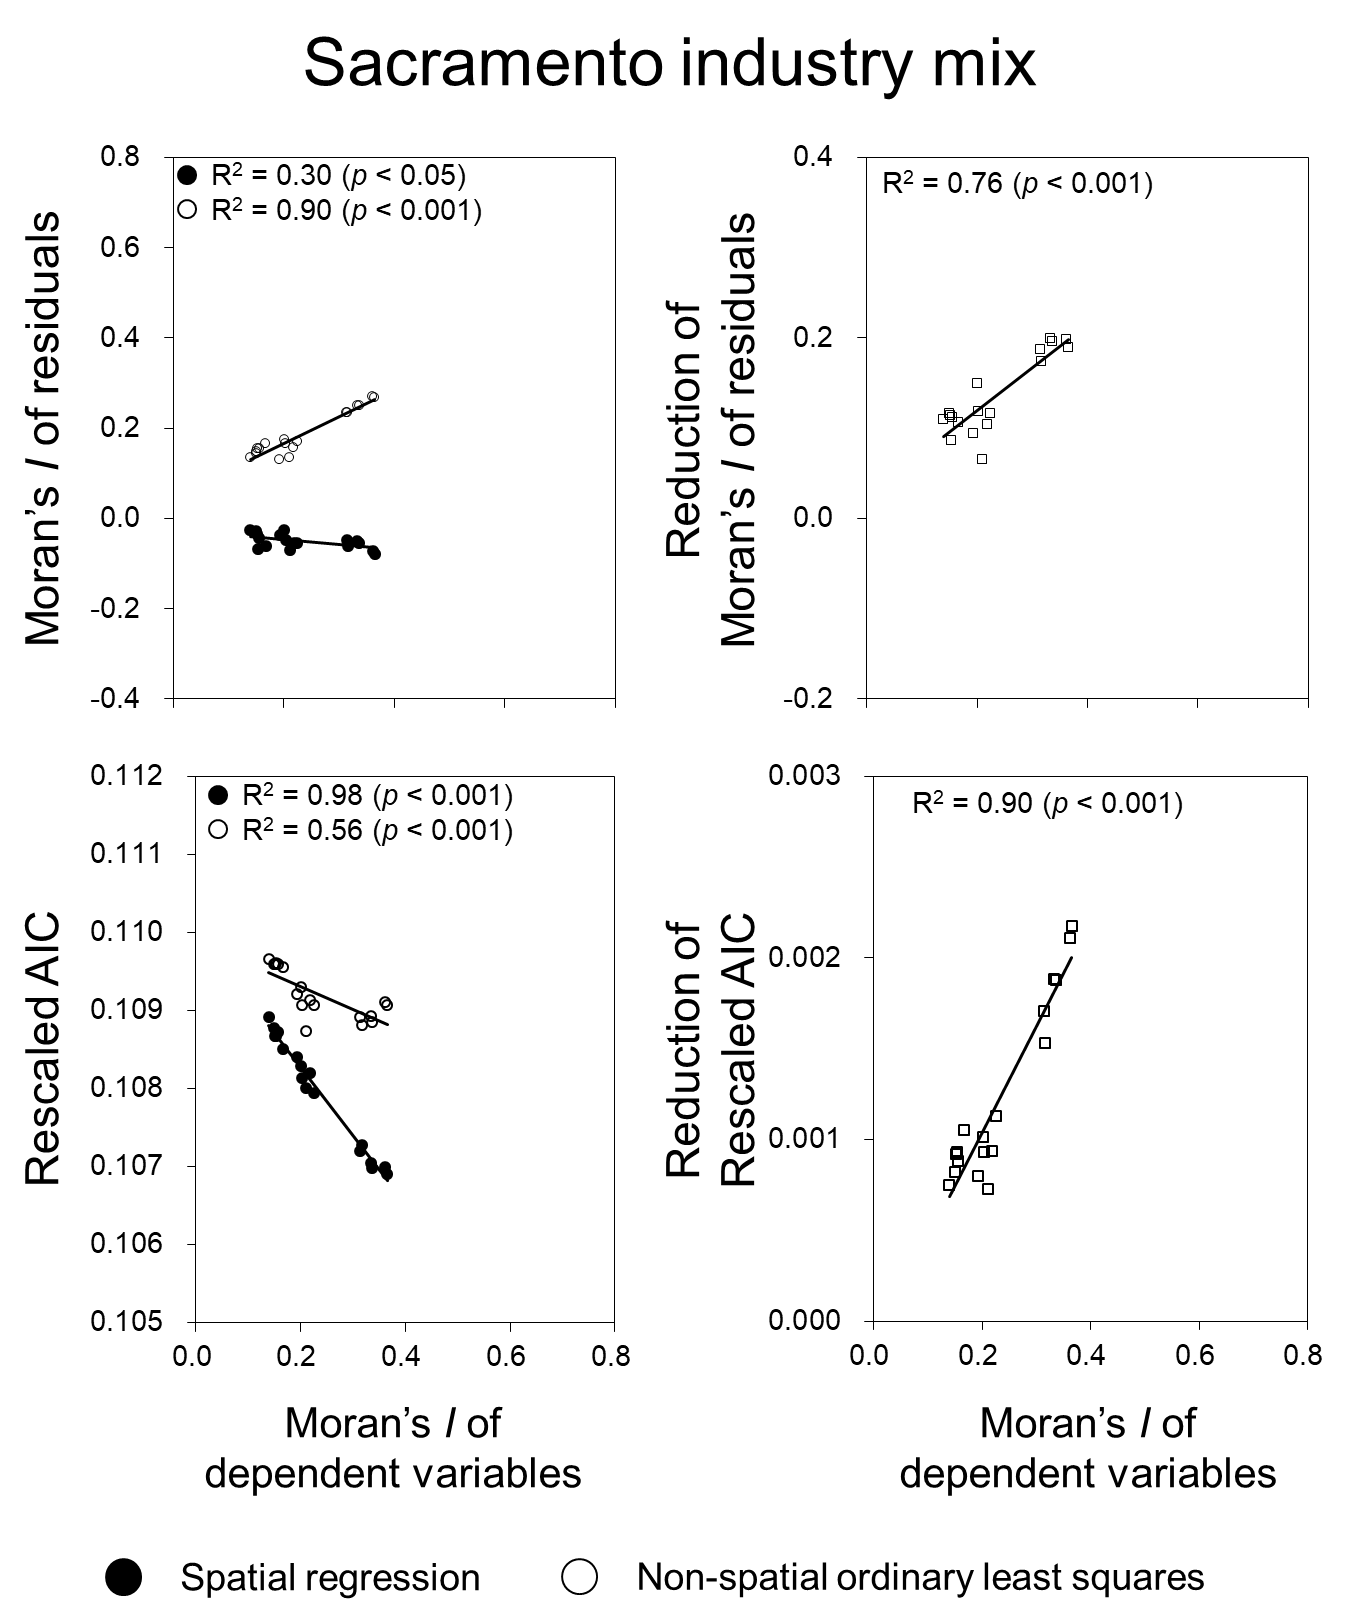 Sacramento industry mix
Moran's I of residuals
0.8
0.6
0.4
0.2
0.0
-0.2
-0.4
R² = 0.30 (p < 0.05)
R² = 0.90 (p < 0.001)
Reduction of
Moran's I of residuals
0.4
0.2
0.0
-0.2
R² = 0.76 (p < 0.001)
Rescaled AIC
0.112
0.111
0.110
0.109
0.108
0.107
0.106
0.105
R² = 0.98 (p < 0.001)
R² = 0.56 (p < 0.001)
0.0 0.2 0.4 0.6 0.8
Moran's I of
dependent variables
Reduction of
Rescaled AIC
0.003
0.002
0.001
0.000
R² = 0.90 (p < 0.001)
0.0 0.2 0.4 0.6 0.8
Moran's I of
dependent variables
Spatial regression
Non-spatial ordinary least squares